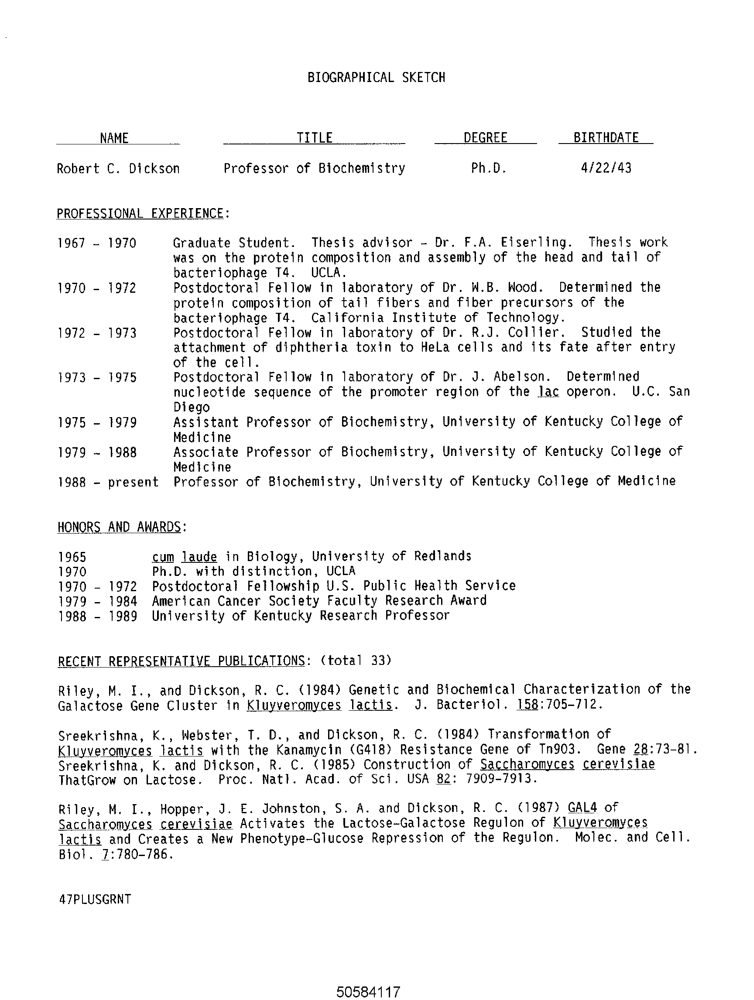 BIOGRAPHICAL SKETCH
NAME TITLE DEGREE BIRTHDATE
Robert C. Dickson Professor of Biochemistry Ph.D. 4/22/43
PROFESSIONAL EXPERIENCE:
1967 - 1970 Graduate Student. Thesis advisor - Dr. F.A. Eiserling. Thesis work
was on the protein composition and assembly of the head and tail of
bacteriophage T4. UCLA.
1970 - 1972 Postdoctoral Fellow in laboratory of Dr. W.B. Wood. Determined the
protein composition of tail fibers and fiber precursors of the
bacteriophage T4. California Institute of Technology.
1972 - 1973 Postdoctoral Fellow in laboratory of Dr. R.J. Collier. Studied the
attachment of diphtheria toxin to HeLa cells and its fate after entry
of the cell.
1973 - 1975 Postdoctoral Fellow in laboratory of Dr. J. Abelson. Determined
nucleotide sequence of the promoter region of the lac operon. U.C. San
Diego
1975 - 1979 Assistant Professor of Biochemistry, University of Kentucky College of
Medicine
1979 - 1988 Associate Professor of Biochemistry, University of Kentucky College of
Medicine
1988 - present Professor of Biochemistry, University of Kentucky College of Medicine
HONORS AND AWARDS:
1965 cum laude in Biology, University of Redlands
1970 Ph.D. with distinction, UCLA
1970 - 1972 Postdoctoral Fellowship U.S. Public Health Service
1979 - 1984 American Cancer Society Faculty Research Award
1988 - 1989 University of Kentucky Research Professor
RECENT REPRESENTATIVE PUBLICATIONS: (total 33)
Riley, M. I., and Dickson, R. C. (1984) Genetic and Biochemical Characterization of the
Galactose Gene Cluster in Kluyveromyces lactis. J. Bacteriol. 158:705-712.
Sreekrishna, K., Webster, T. D., and Dickson, R. C. (1984) Transformation of
Kluyveromyces lactis with the Kanamycin (G418) Resistance Gene of Tn903. Gene 28:73-81.
Sreekrishna, K. and Dickson, R. C. (1985) Construction of Saccharomyces cerevisiae
ThatGrow on Lactose. Proc. Natl. Acad. of Sci. USA 82: 7909-7913.
Riley, M. I., Hopper, J. E. Johnston, S. A. and Dickson, R. C. (1987) GAL4 of
Saccharomyces cerevisiae Activates the Lactose-Galactose Regulon of Kluyveromyces
lactis and Creates a New Phenotype-Glucose Repression of the Regulon. Molec. and Cell.
Biol. 7:780-786.
47PLUSGRNT
50584117